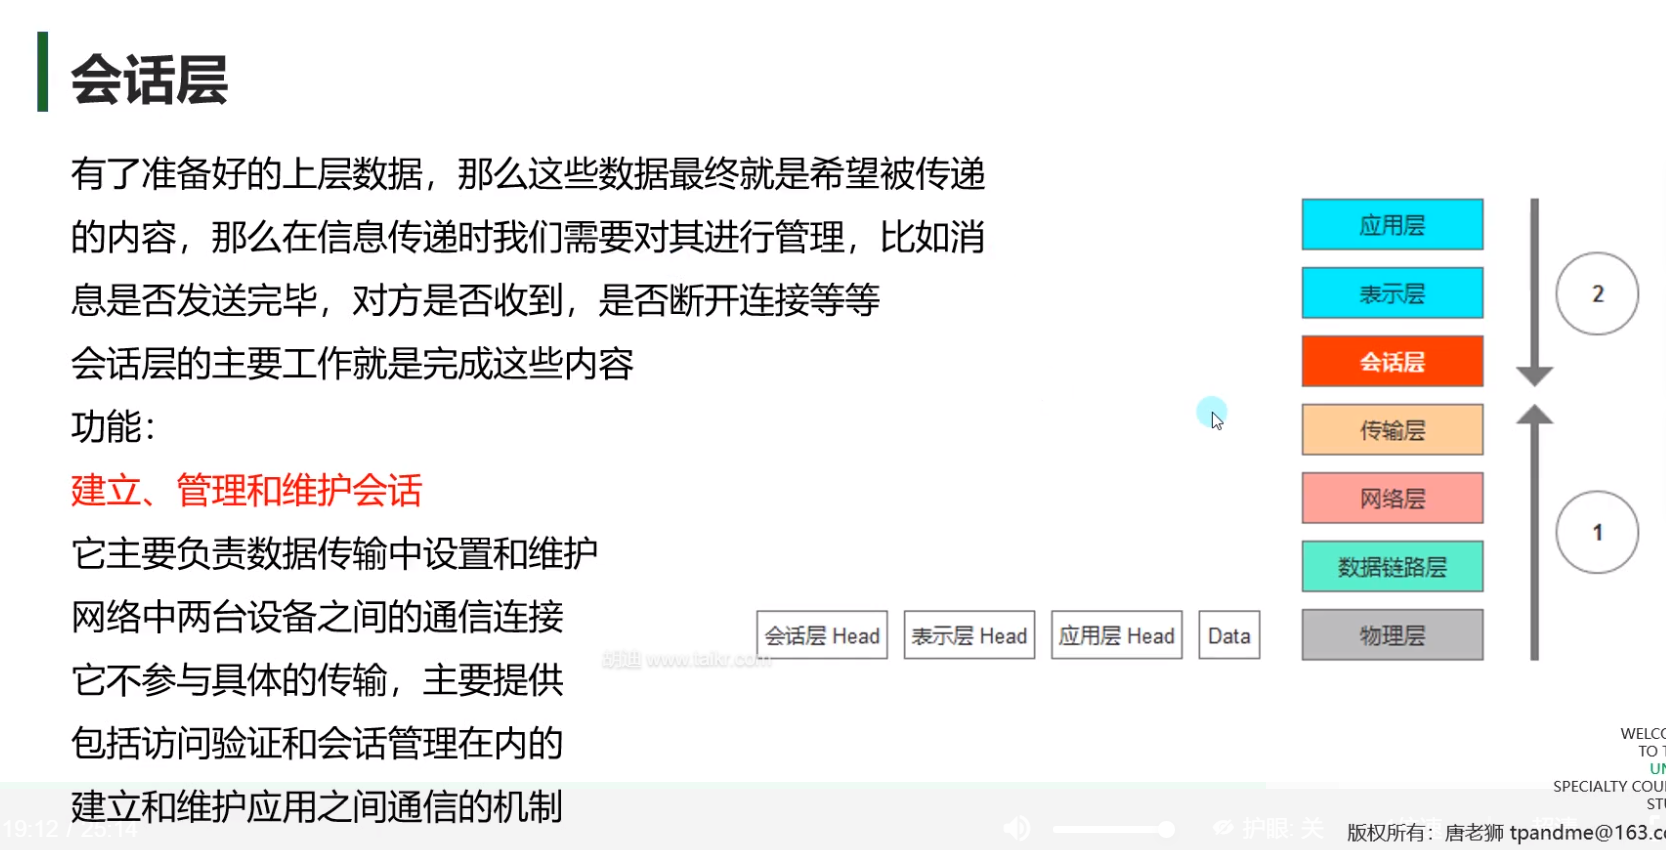 会话层
有了准备好的上层数据，那么这些数据最终就是希望被传递
的内容，那么在信息传递时我们需要对其进行管理，比如消
息是否发送完毕，对方是否收到，是否断开连接等等
会话层的主要工作就是完成这些内容
功能：
建立、管理和维护会话
它主要负责数据传输中设置和维护
网络中两台设备之间的通信连接
它不参与具体的传输，主要提供
包括访问验证和会话管理在内的
建立和维护应用之间通信的机制
应用层
表示层
会话层
传输层
网络层
数据链路层
物理层
2
1
会话层 Head
表示层 Head
应用层 Head
Data
胡迪 www.taikr.com
WELCO
TO T
UN
SPECIALTY COU
STU
19:12 / 25:14
护眼: 关
版权所有：唐老狮 tpandme@163.co